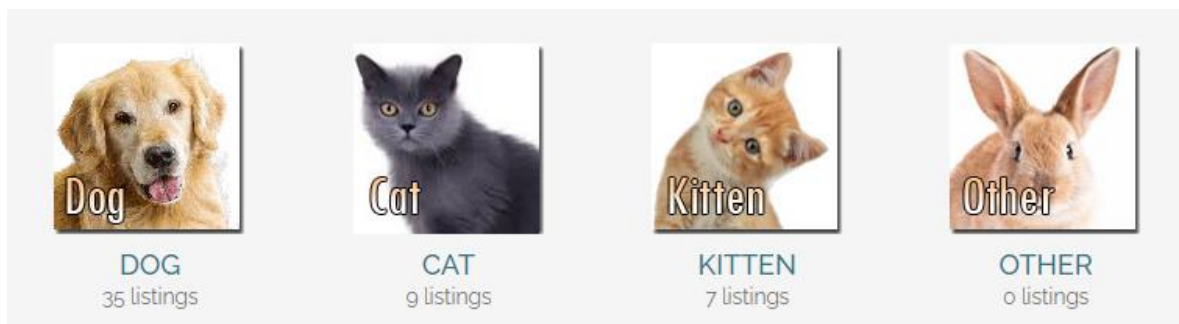 Dog
Cat
Kitten
Other
DOG
CAT
KITTEN
OTHER
35 listings
9 listings
7 listings
0 listings